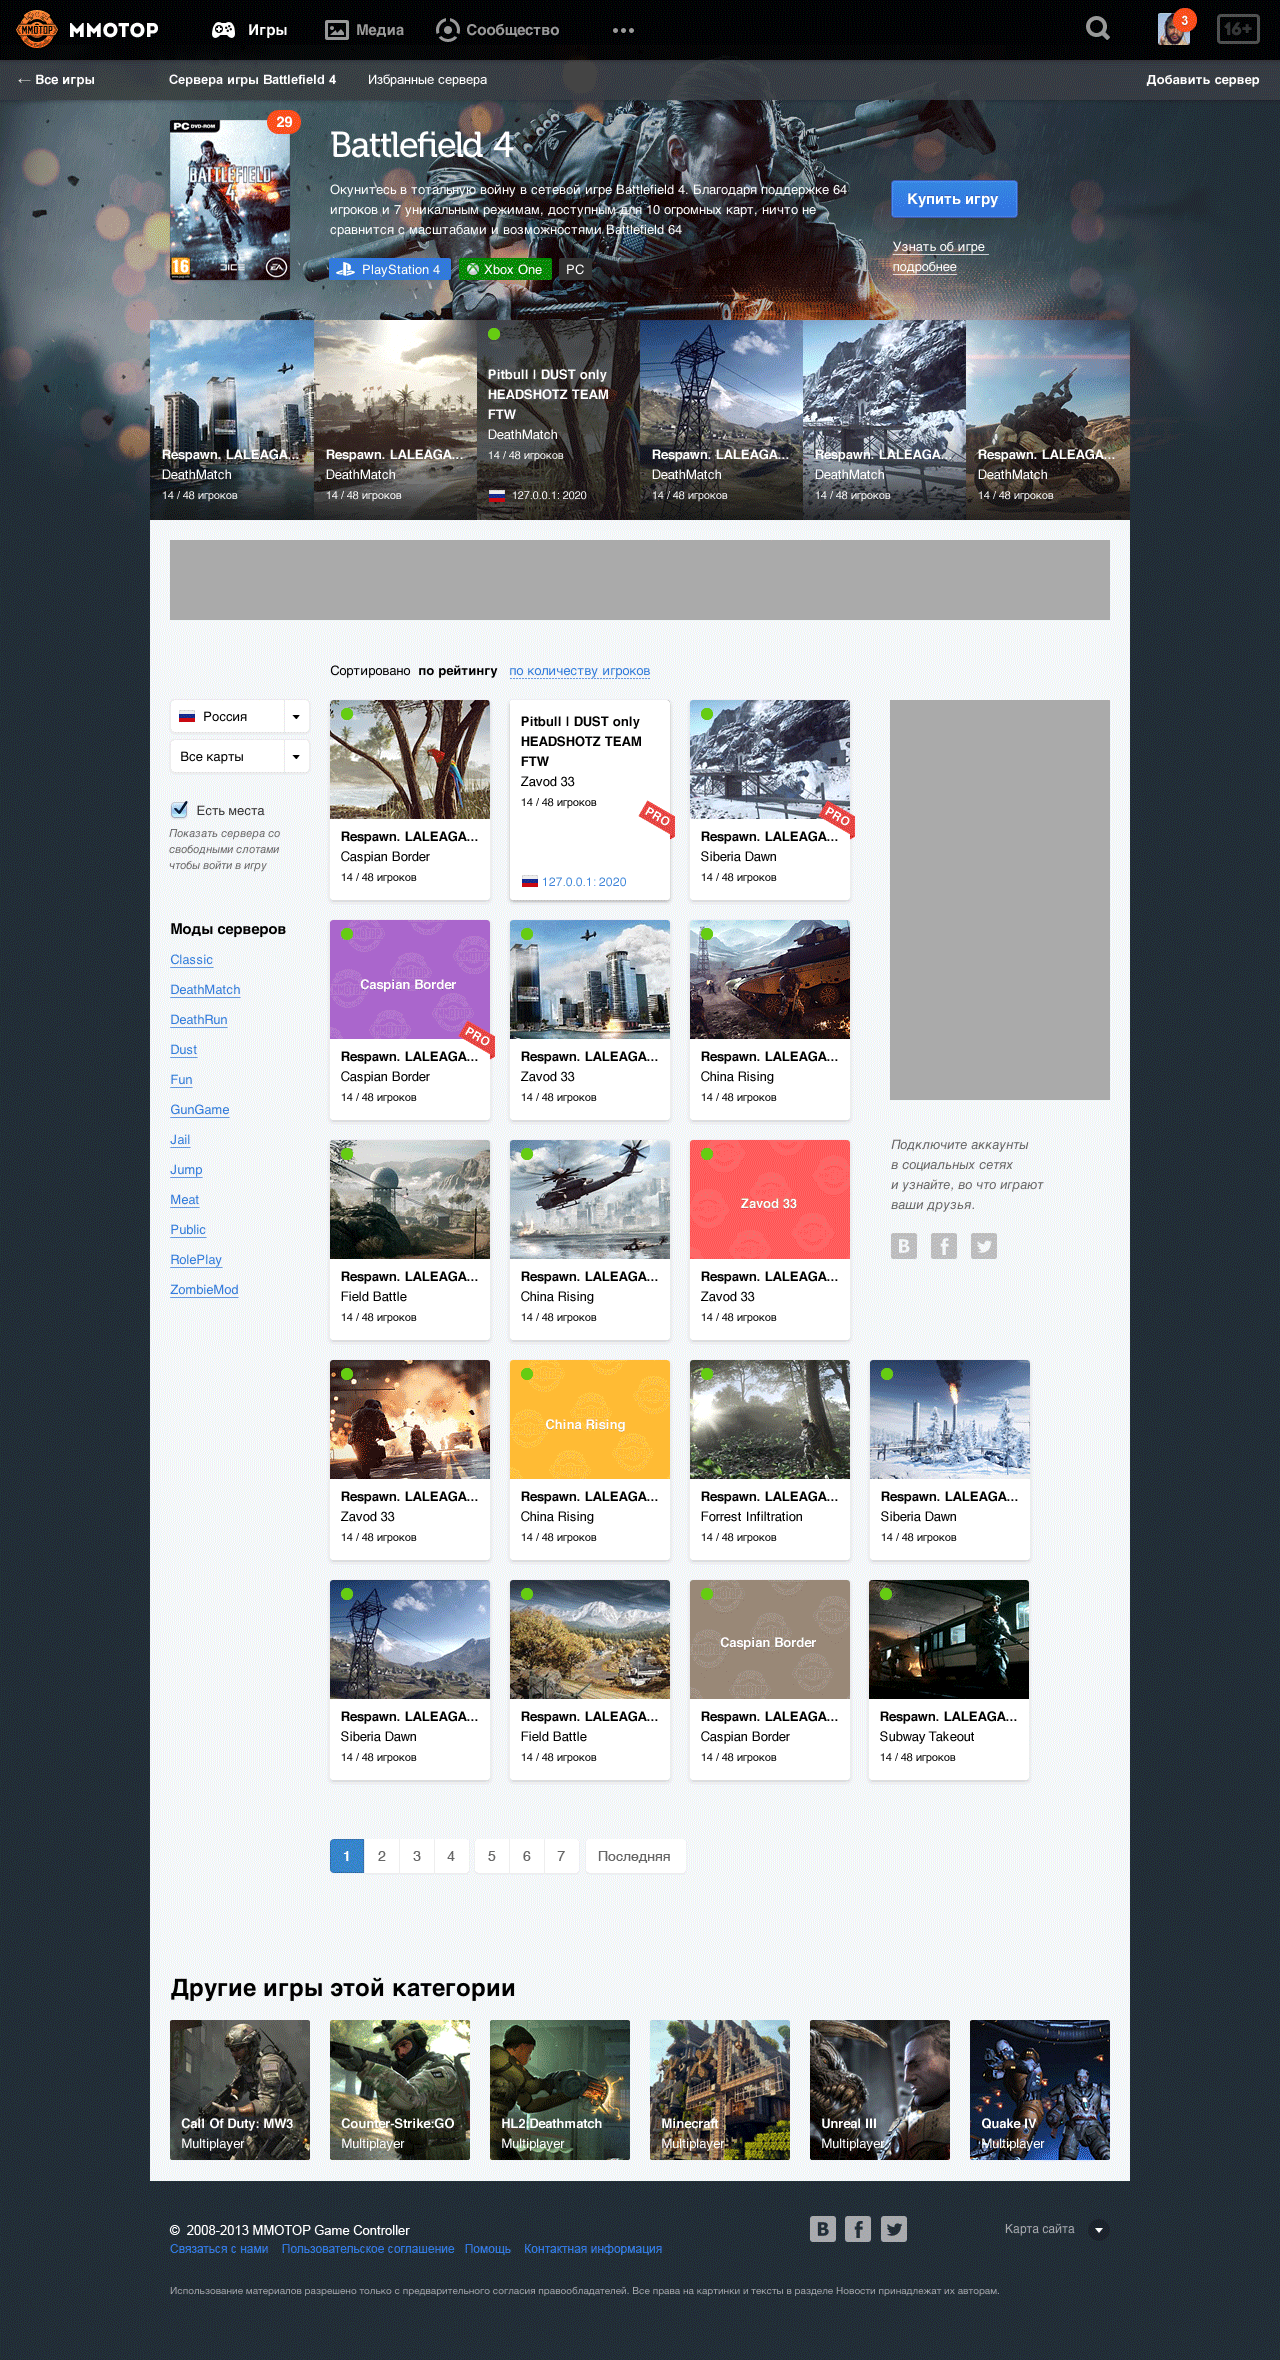 ММОТОР
Игры
Медиа
Сообщество
3
16+
← Все игры
Сервера игры Battlefield 4
Избранные сервера
Добавить сервер
PC DVD-ROM
29
BATTLEFIELD
4
16
DICE
EA
Battlefield 4
Окунитесь в тотальную войну в сетевой игре Battlefield 4. Благодаря поддержке 64
игроков и 7 уникальным режимам, доступным для 10 огромных карт, ничто не
сравнится с масштабами и возможностями Battlefield 64
PlayStation 4
Xbox One
PC
Купить игру
Узнать об игре
подробнее
Respawn. LALEAGA...
DeathMatch
14 / 48 игроков
Respawn. LALEAGA...
DeathMatch
14 / 48 игроков
Pitbull | DUST only
HEADSHOTZ TEAM
FTW
DeathMatch
14 / 48 игроков
127.0.0.1: 2020
Respawn. LALEAGA...
DeathMatch
14 / 48 игроков
Respawn. LALEAGA...
DeathMatch
14 / 48 игроков
Respawn. LALEAGA...
DeathMatch
14 / 48 игроков
Сортировано по рейтингу по количеству игроков
Россия
Все карты
Есть места
Показать сервера со
свободными слотами
чтобы войти в игру
Моды серверов
Classic
DeathMatch
DeathRun
Dust
Fun
GunGame
Jail
Jump
Meat
Public
RolePlay
ZombieMod
Respawn. LALEAGA...
Caspian Border
14 / 48 игроков
Pitbull | DUST only
HEADSHOTZ TEAM
FTW
Zavod 33
14 / 48 игроков
PRO
127.0.0.1: 2020
PRO
Respawn. LALEAGA...
Siberia Dawn
14 / 48 игроков
Caspian Border
PRO
Respawn. LALEAGA...
Caspian Border
14 / 48 игроков
Respawn. LALEAGA...
Zavod 33
14 / 48 игроков
Respawn. LALEAGA...
China Rising
14 / 48 игроков
Respawn. LALEAGA...
Field Battle
14 / 48 игроков
Respawn. LALEAGA...
China Rising
14 / 48 игроков
Zavod 33
Respawn. LALEAGA...
Zavod 33
14 / 48 игроков
Подключите аккаунты
в социальных сетях
и узнайте, во что играют
ваши друзья.
Respawn. LALEAGA...
Zavod 33
14 / 48 игроков
China Rising
Respawn. LALEAGA...
China Rising
14 / 48 игроков
Respawn. LALEAGA...
Forrest Infiltration
14 / 48 игроков
Respawn. LALEAGA...
Siberia Dawn
14 / 48 игроков
Respawn. LALEAGA...
Siberia Dawn
14 / 48 игроков
Respawn. LALEAGA...
Field Battle
14 / 48 игроков
Caspian Border
Respawn. LALEAGA...
Caspian Border
14 / 48 игроков
Respawn. LALEAGA...
Subway Takeout
14 / 48 игроков
1 2 3 4 5 6 7 Последняя
Другие игры этой категории
Call Of Duty: MW3
Multiplayer
Counter-Strike:GO
Multiplayer
HL2:Deathmatch
Multiplayer
Minecraft
Multiplayer
Unreal III
Multiplayer
Quake IV
Multiplayer
© 2008-2013 MMOTOP Game Controller
Связаться с нами Пользовательское соглашение Помощь Контактная информация
Карта сайта
Использование материалов разрешено только с предварительного согласия правообладателей. Все права на картинки и тексты в разделе Новости принадлежат их авторам.